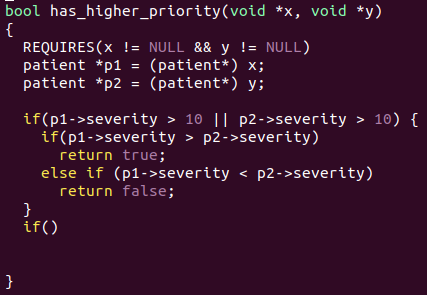 bool has_higher_priority(void *x, void *y)
{
  REQUIRES(x != NULL && y != NULL)
  patient *p1 = (patient*) x;
  patient *p2 = (patient*) y;

  if(p1->severity > 10 || p2->severity > 10) {
    if(p1->severity > p2->severity)
      return true;
    else if (p1->severity < p2->severity)
      return false;
  }
  if()


}